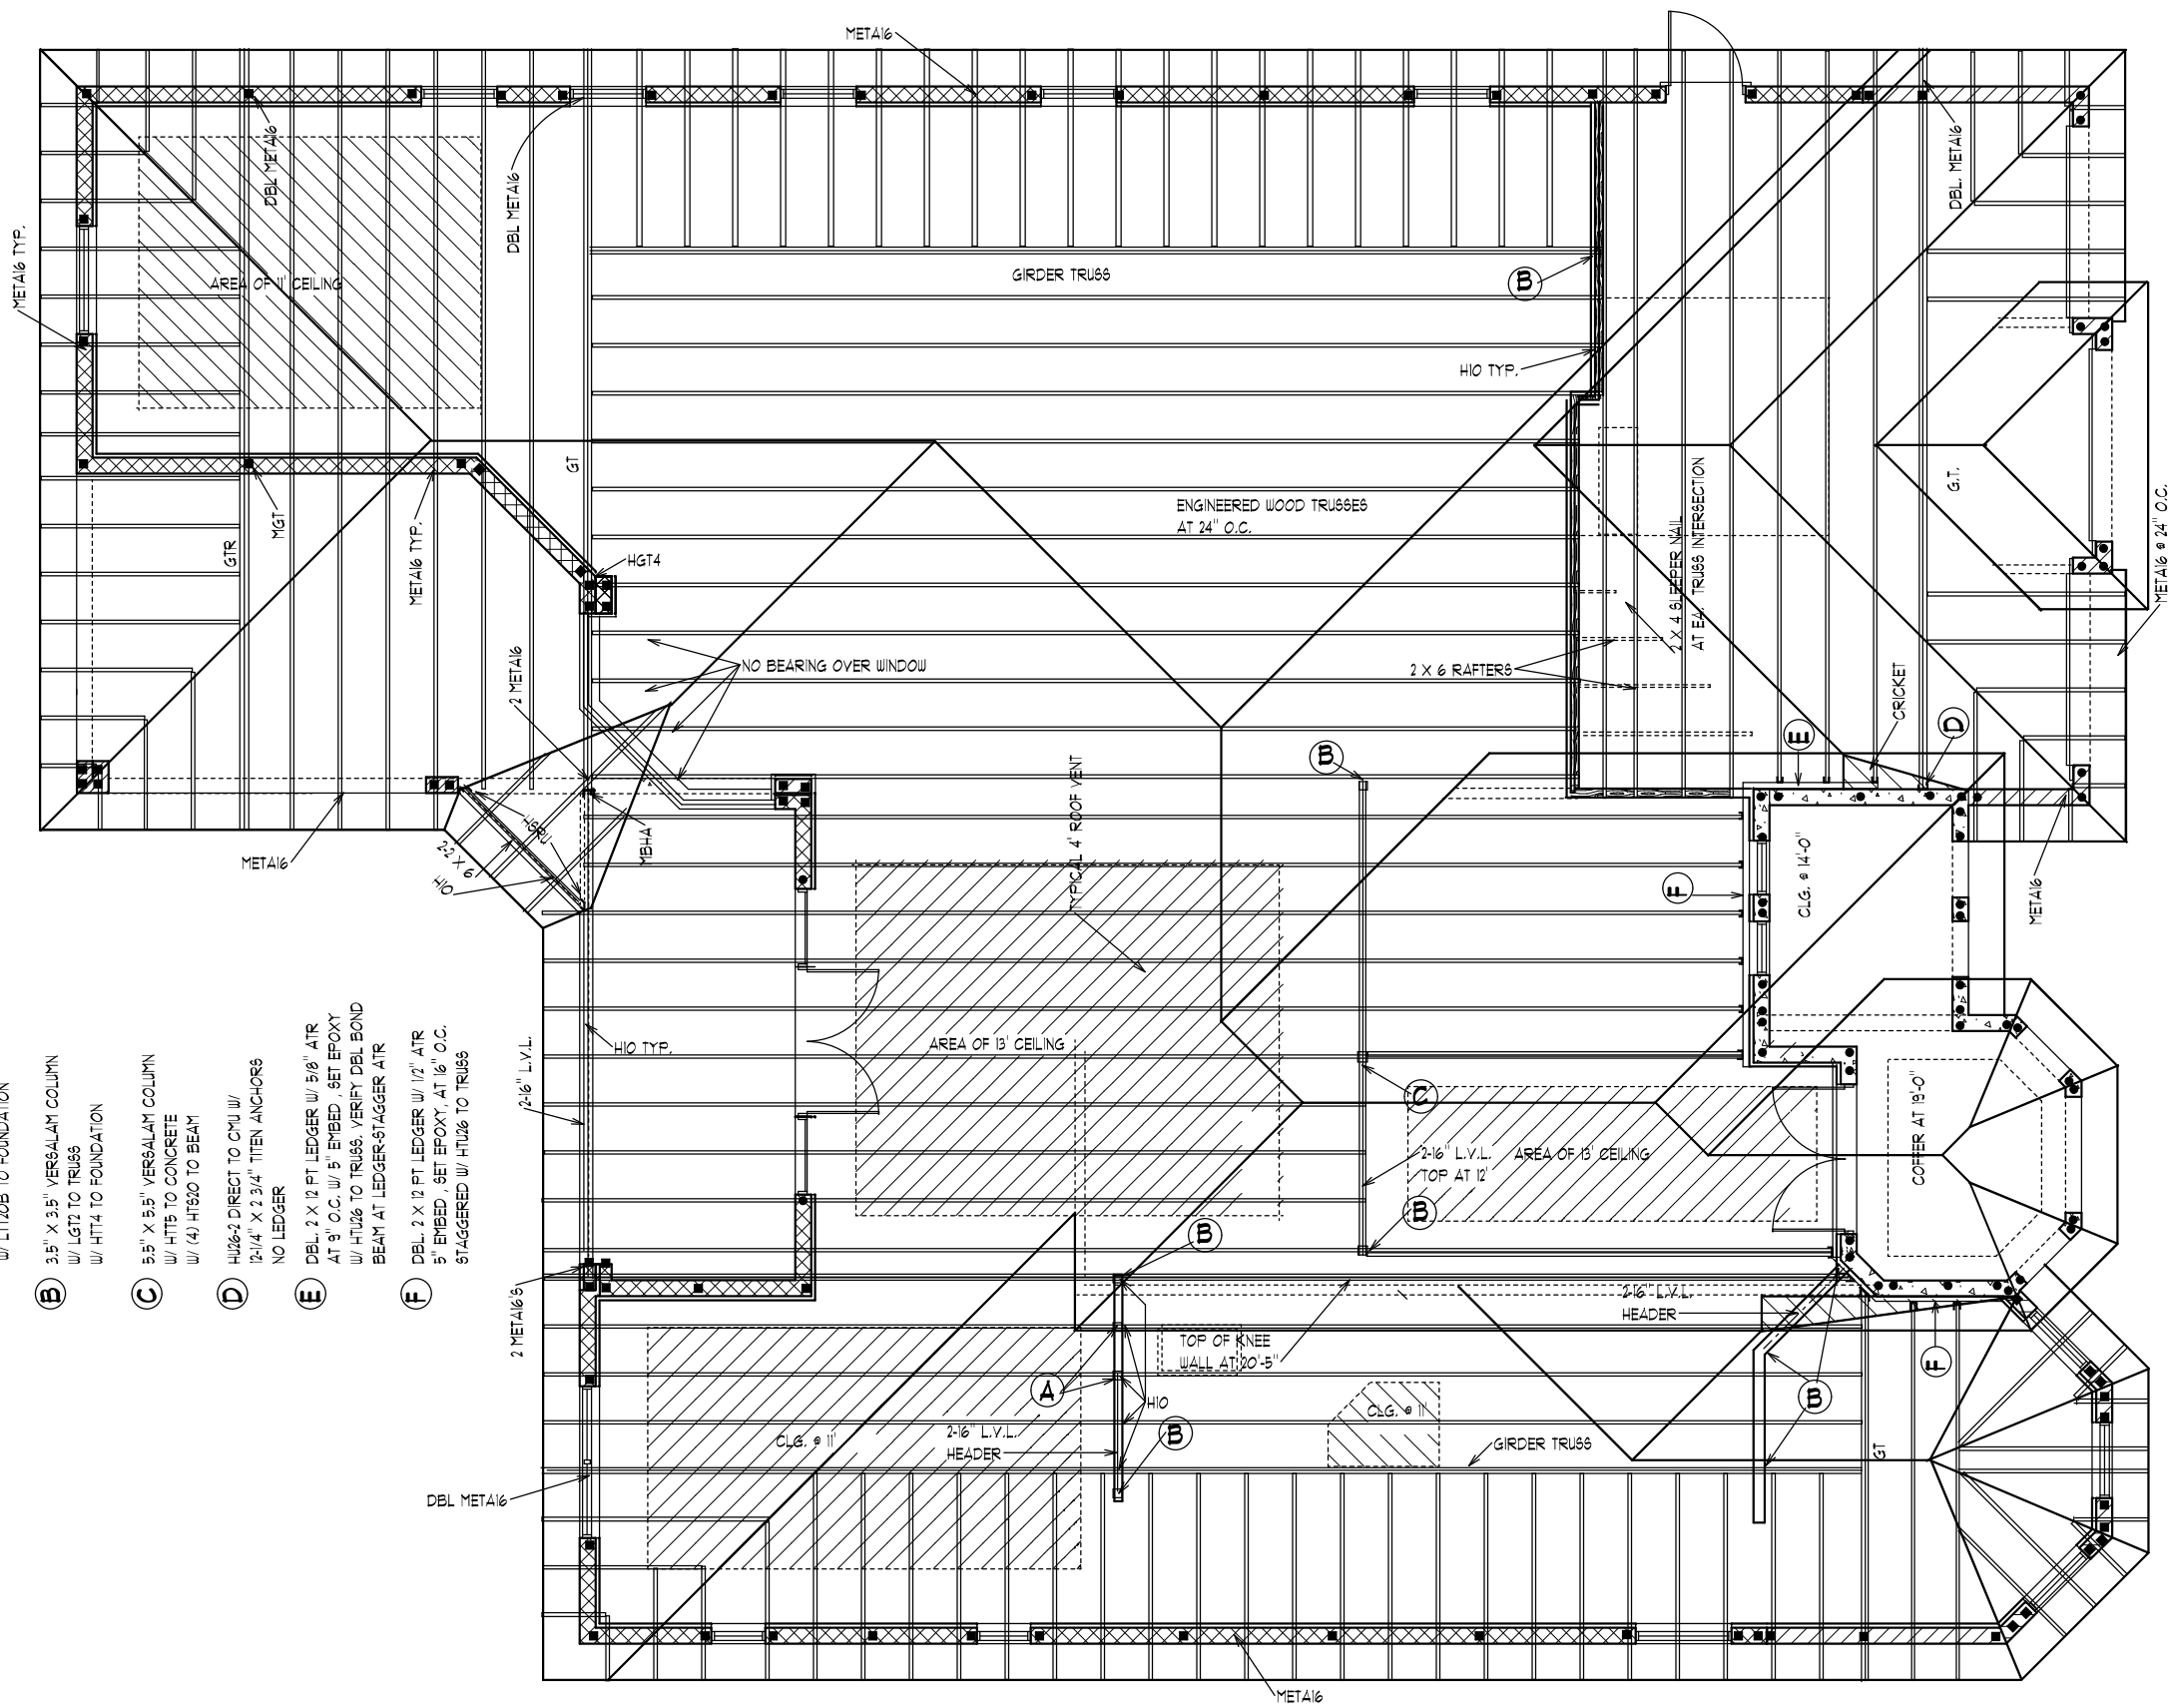 META16
META16 TYP.
DBL META16
DBL META16
DBL. META16
AREA OF 11' CEILING
GIRDER TRUSS
B
H10 TYP.
GT
G.T.
ENGINEERED WOOD TRUSSES
AT 24" O.C.
2 X 4 SLEEPER NAIL
AT EA. TRUSS INTERSECTION
META16 @ 24" O.C.
MGT
GTR
META16 TYP.
HGT4
NO BEARING OVER WINDOW
2 META16
2 X 6 RAFTERS
CRICKET
E
D
B
TYPICAL 4' ROOF VENT
META16
2-2 X 6
H10
MBHA
F
CLG. @ 14'-0"
META16
2-16" L.V.L.
H10 TYP.
AREA OF 13' CEILING
C
2-16" L.V.L.
TOP AT 12'
AREA OF 13' CEILING
COFFER AT 19'-0"
B
B
W/ LTT20B TO FOUNDATION
B
3.5" X 3.5" VERSALAM COLUMN
W/ LGT2 TO TRUSS
W/ HTT4 TO FOUNDATION
C
5.5" X 5.5" VERSALAM COLUMN
W/ HTT5 TO CONCRETE
W/ (4) HTS20 TO BEAM
D
HU26-2 DIRECT TO CMU W/
12-1/4" X 2 3/4" TITEN ANCHORS
NO LEDGER
E
DBL. 2 X 12 PT LEDGER W/ 5/8" ATR
AT 9" O.C. W/ 5" EMBED , SET EPOXY
W/ HTU26 TO TRUSS. VERIFY DBL BOND
BEAM AT LEDGER-STAGGER ATR
F
DBL. 2 X 12 PT LEDGER W/ 1/2" ATR
5" EMBED , SET EPOXY, AT 16" O.C.
STAGGERED W/ HTU26 TO TRUSS
2 META16'S
2-16" L.V.L.
HEADER
TOP OF KNEE
WALL AT 20'-5"
A
H10
F
B
CLG. @ 11'
CLG. @ 11'
2-16" L.V.L.
HEADER
B
GIRDER TRUSS
GT
DBL META16
META16